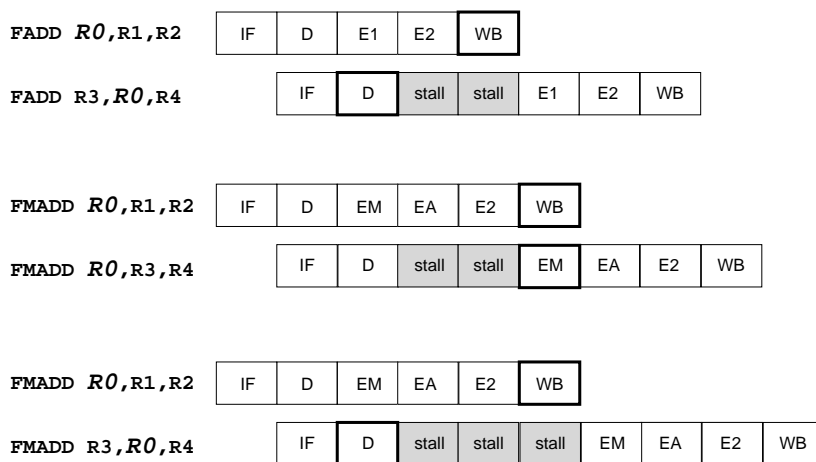 FADD R0,R1,R2 IF D E1 E2 WB
FADD R3,R0,R4 IF D stall stall E1 E2 WB
FMADD R0,R1,R2 IF D EM EA E2 WB
FMADD R0,R3,R4 IF D stall stall EM EA E2 WB
FMADD R0,R1,R2 IF D EM EA E2 WB
FMADD R3,R0,R4 IF D stall stall stall EM EA E2 WB